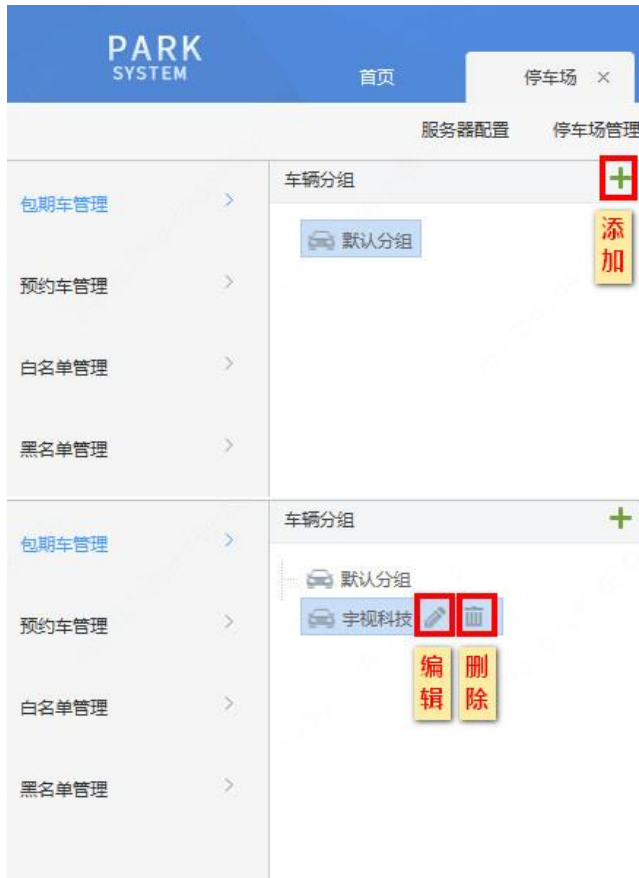 PARK
SYSTEM
首页
停车场 ×
服务器配置
停车场管理
包期车管理
预约车管理
白名单管理
黑名单管理
车辆分组
默认分组
添加
包期车管理
预约车管理
白名单管理
黑名单管理
车辆分组
默认分组
宇视科技
编辑
删除